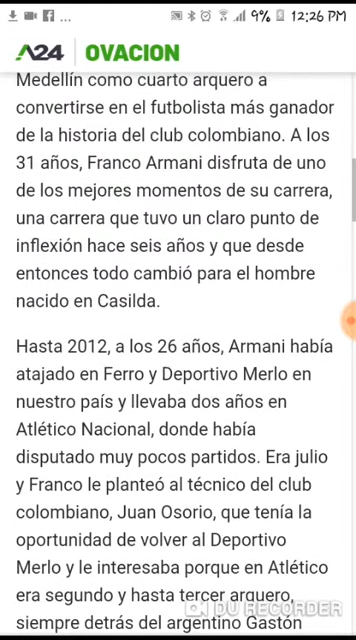 9% 12:26 PM
A24 OVACION
Medellín como cuarto arquero a
convertirse en el futbolista más ganador
de la historia del club colombiano. A los
31 años, Franco Armani disfruta de uno
de los mejores momentos de su carrera,
una carrera que tuvo un claro punto de
inflexión hace seis años y que desde
entonces todo cambió para el hombre
nacido en Casilda.
Hasta 2012, a los 26 años, Armani había
atajado en Ferro y Deportivo Merlo en
nuestro país y llevaba dos años en
Atlético Nacional, donde había
disputado muy pocos partidos. Era julio
y Franco le planteó al técnico del club
colombiano, Juan Osorio, que tenía la
oportunidad de volver al Deportivo
Merlo y le interesaba porque en Atlético
era segundo y hasta tercer arquero,
siempre detrás del argentino Gastón
DU RECORDER